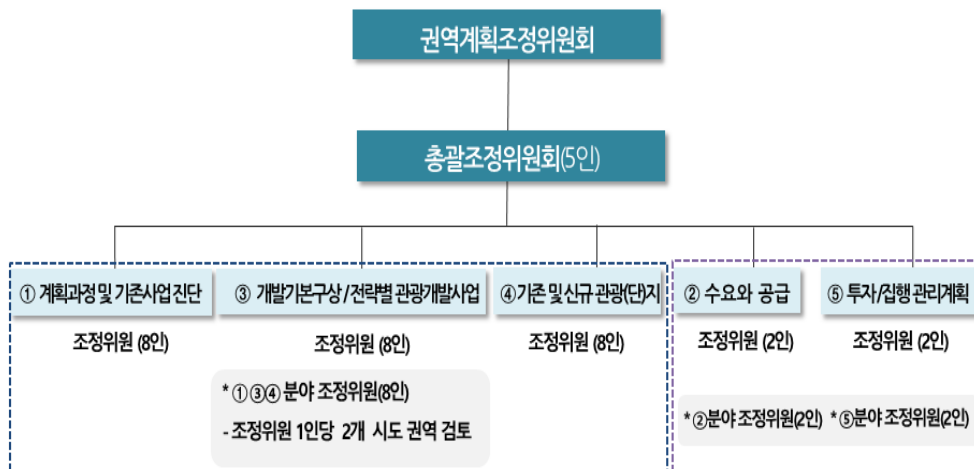 권역계획조정위원회
총괄조정위원회(5인)
① 계획과정 및 기존사업 진단
조정위원 (8인)
③ 개발기본구상 / 전략별 관광개발사업
조정위원 (8인)
④ 기존 및 신규 관광(단)지
조정위원 (8인)
② 수요와 공급
조정위원 (2인)
⑤ 투자/집행 관리계획
조정위원 (2인)
* ①③④ 분야 조정위원(8인)
- 조정위원 1인당 2개 시도 권역 검토
* ②분야 조정위원(2인)
* ⑤분야 조정위원(2인)